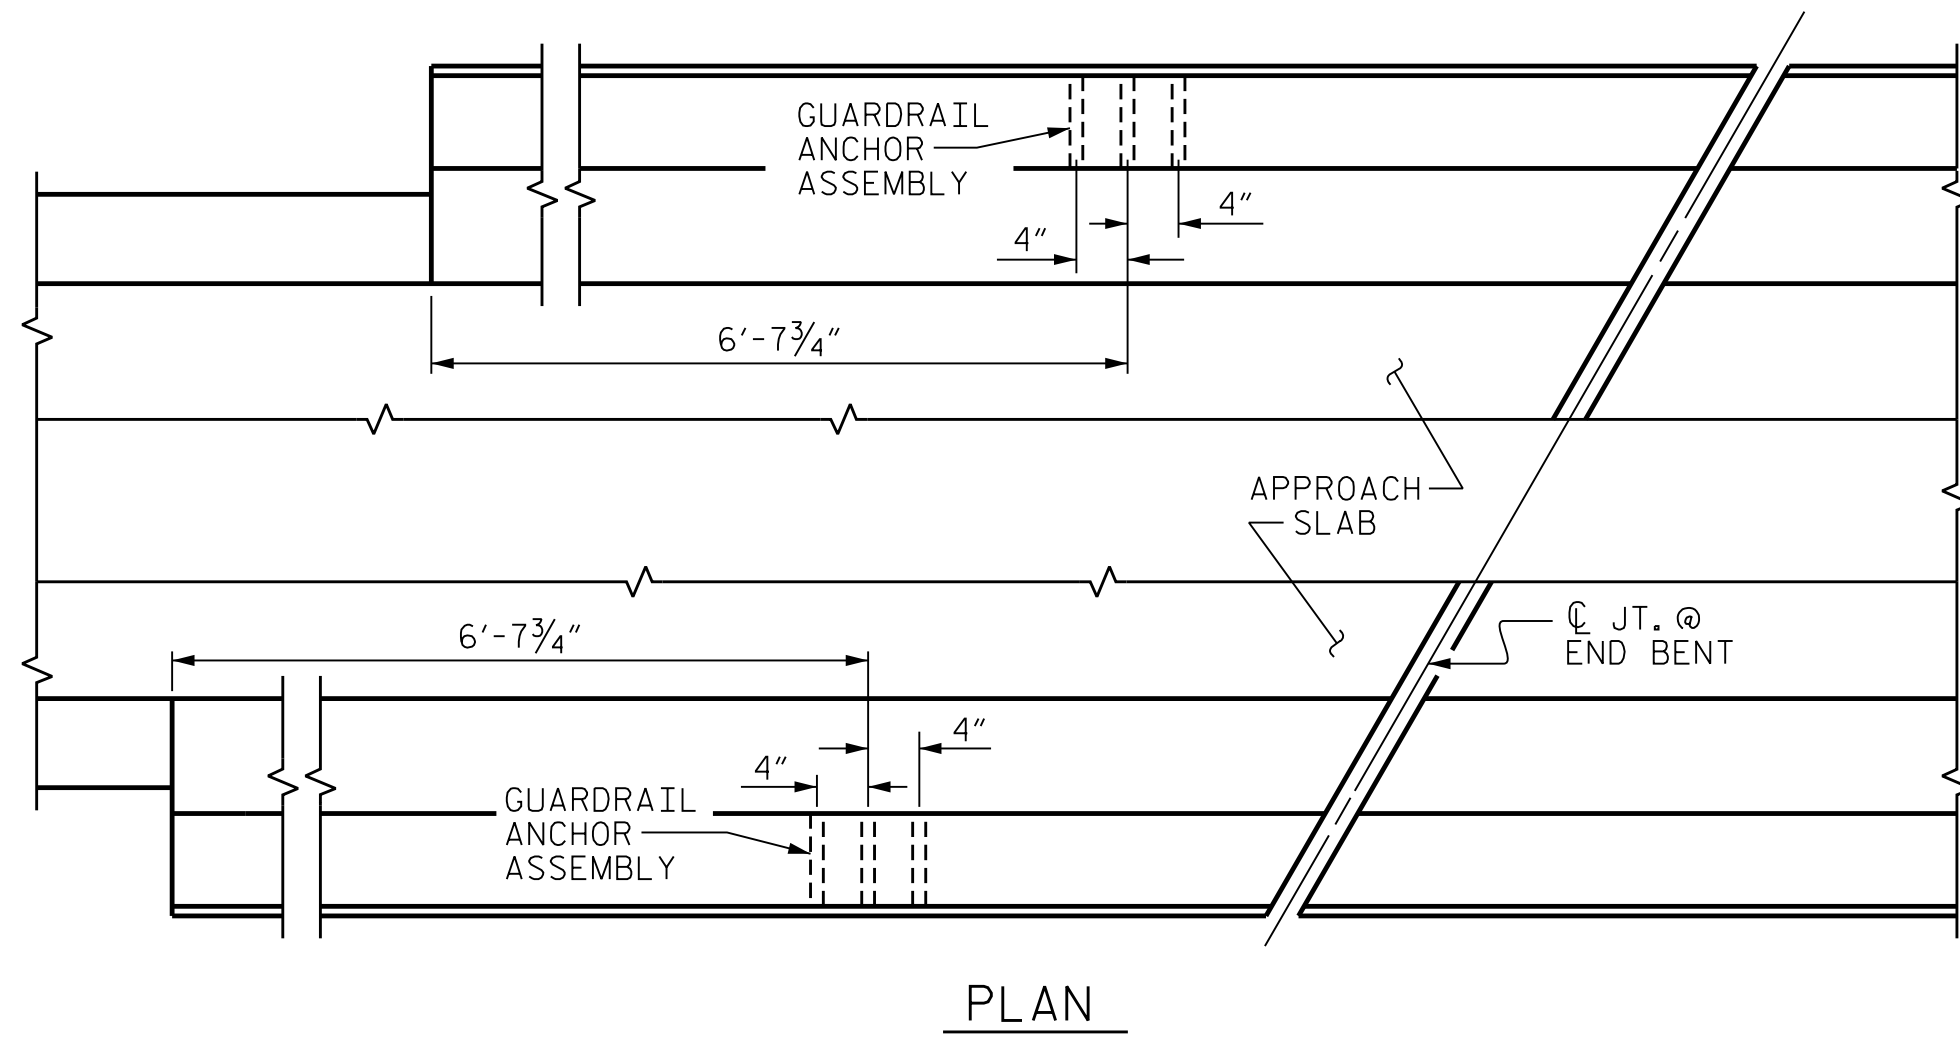 GUARDRAIL
ANCHOR
ASSEMBLY
4"
4"
6'-7¾"
APPROACH
SLAB
6'-7¾"
℄ JT. @
END BENT
4"
4"
GUARDRAIL
ANCHOR
ASSEMBLY
PLAN